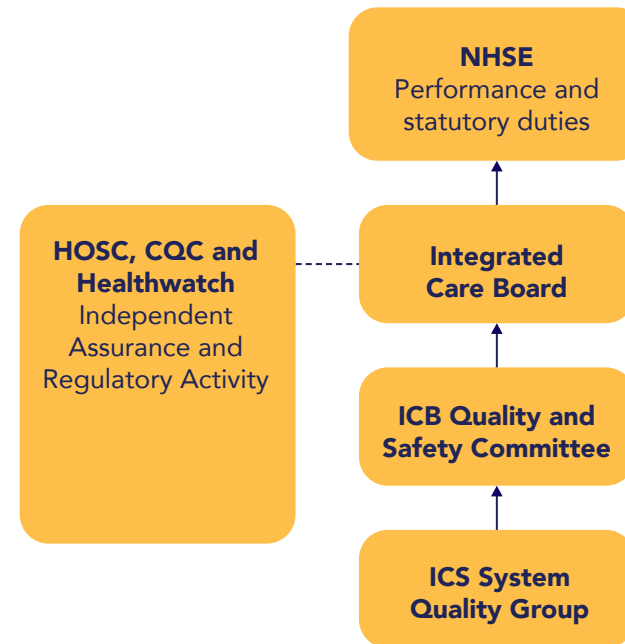 NHSE
Performance and
statutory duties
HOSC, CQC and
Healthwatch
Independent
Assurance and
Regulatory Activity
Integrated
Care Board
ICB Quality and
Safety Committee
ICS System
Quality Group